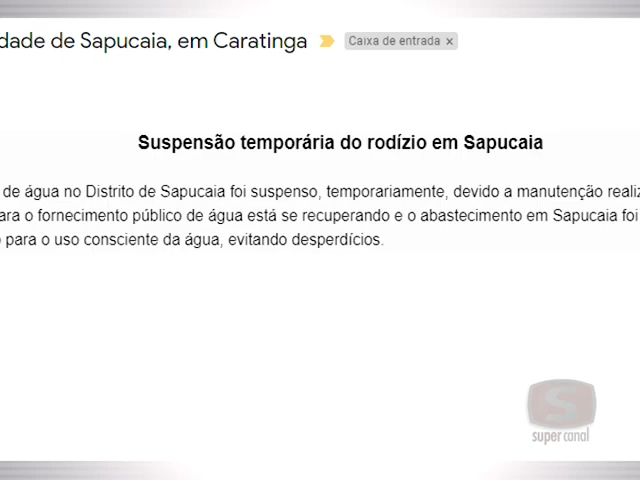 dade de Sapucaia, em Caratinga
Caixa de entrada ×
Suspensão temporária do rodízio em Sapucaia
de água no Distrito de Sapucaia foi suspenso, temporariamente, devido a manutenção realiz
ara o fornecimento público de água está se recuperando e o abastecimento em Sapucaia foi
para o uso consciente da água, evitando desperdícios.
S
super canal